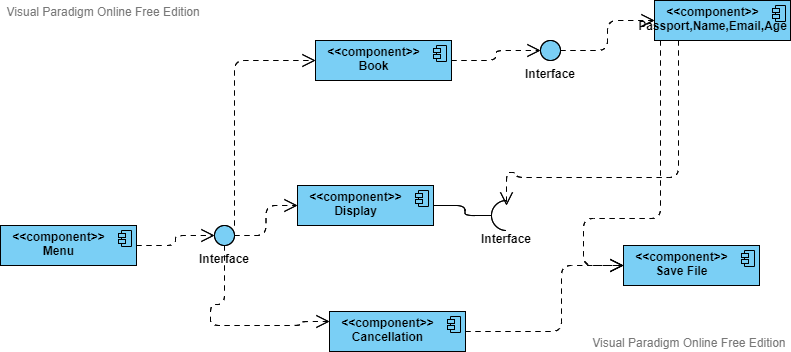 Visual Paradigm Online Free Edition
<<component>>
Passport,Name,Email,Age
<<component>>
Book
Interface
<<component>>
Display
Interface
<<component>>
Menu
Interface
<<component>>
Save File
<<component>>
Cancellation
Visual Paradigm Online Free Edition